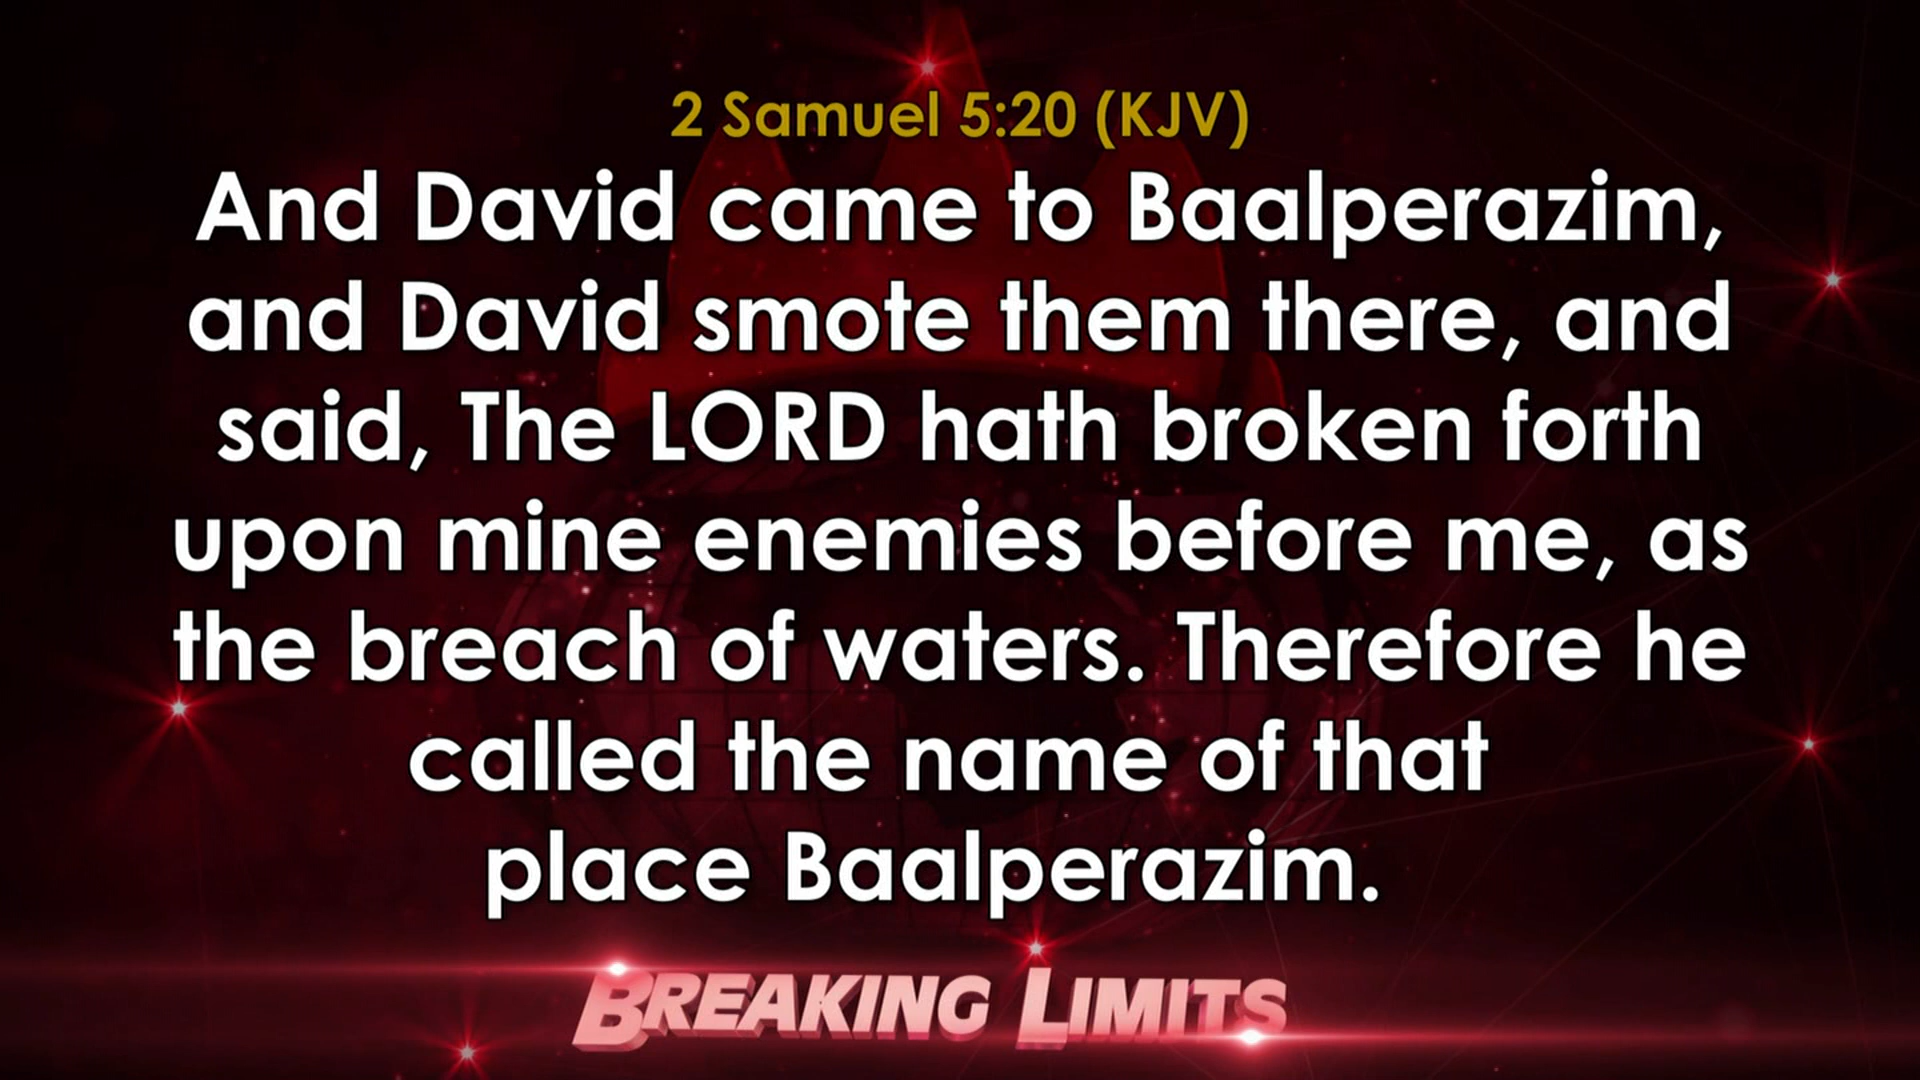 2 Samuel 5:20 (KJV)
And David came to Baalperazim,
and David smote them there, and
said, The LORD hath broken forth
upon mine enemies before me, as
the breach of waters. Therefore he
called the name of that
place Baalperazim.
BREAKING LIMITS